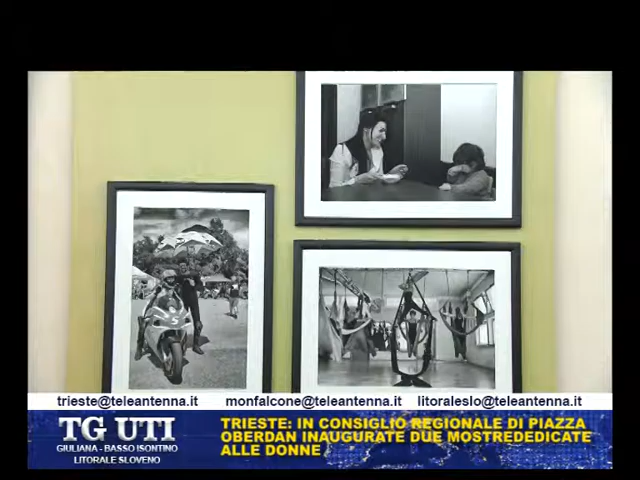 trieste@teleantenna.it monfalcone@teleantenna.it litoraleslo@teleantenna.it
TG UTI
GIULIANA - BASSO ISONTINO
LITORALE SLOVENO
TRIESTE: IN CONSIGLIO REGIONALE DI PIAZZA
OBERDAN INAUGURATE DUE MOSTREDEDICATE
ALLE DONNE